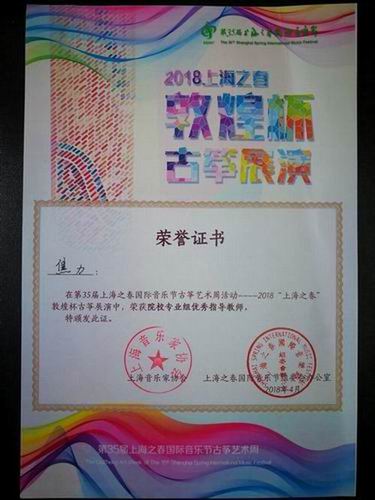 第35届上海之春国际音乐节
The 35th Shanghai Spring International Music Festival
2018上海之春
敦煌杯
古筝展演
荣誉证书
焦力：
在第35届上海之春国际音乐节古筝艺术周活动----2018“上海之春”
敦煌杯古筝展演中，荣获院校专业组优秀指导教师，
特颁发此证。
上海音乐家协会
上海音乐家协会 上海之春国际音乐节组委会办公室
2018年4月
第35届上海之春国际音乐节古筝艺术周